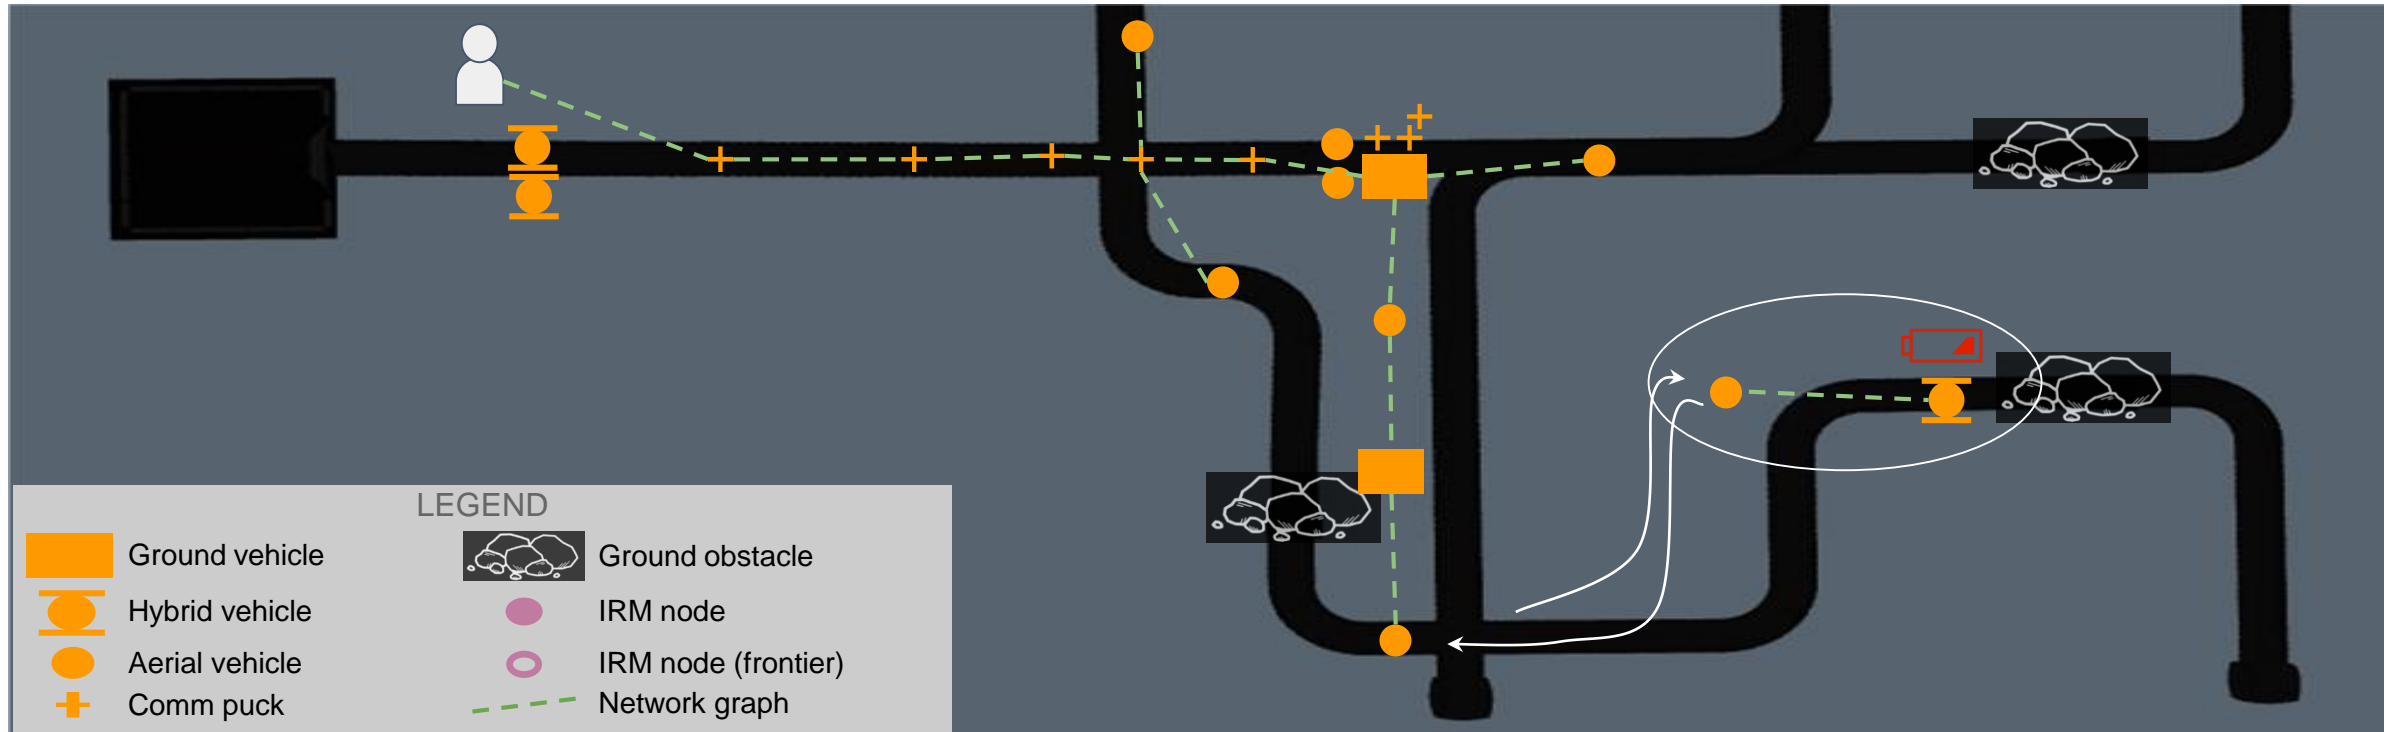 LEGEND
Ground vehicle
Hybrid vehicle
Aerial vehicle
Comm puck
Ground obstacle
IRM node
IRM node (frontier)
Network graph